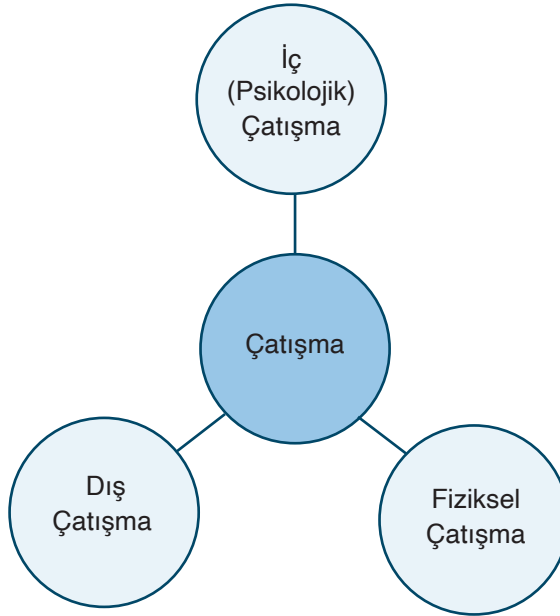 İç
(Psikolojik)
Çatışma
Çatışma
Dış
Çatışma
Fiziksel
Çatışma